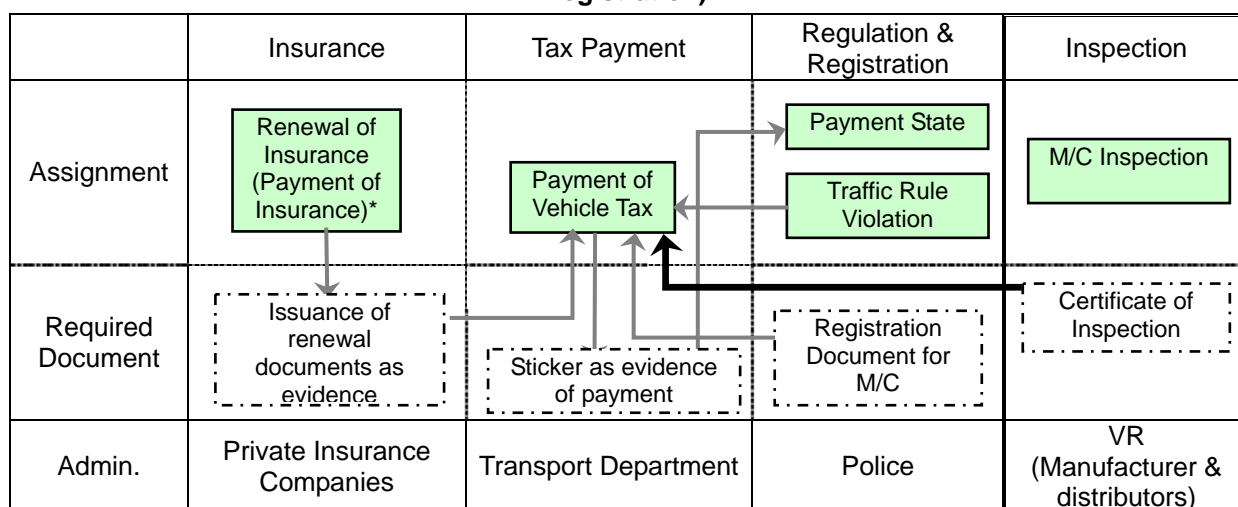 Insurance
Tax Payment
Regulation &
Registration
Inspection
Assignment
Renewal of
Insurance
(Payment of
Insurance)*
Payment of
Vehicle Tax
Payment State
Traffic Rule
Violation
M/C Inspection
Required
Document
Issuance of
renewal
documents as
evidence
Sticker as evidence
of payment
Registration
Document for
M/C
Certificate of
Inspection
Admin.
Private Insurance
Companies
Transport Department
Police
VR
(Manufacturer &
distributors)